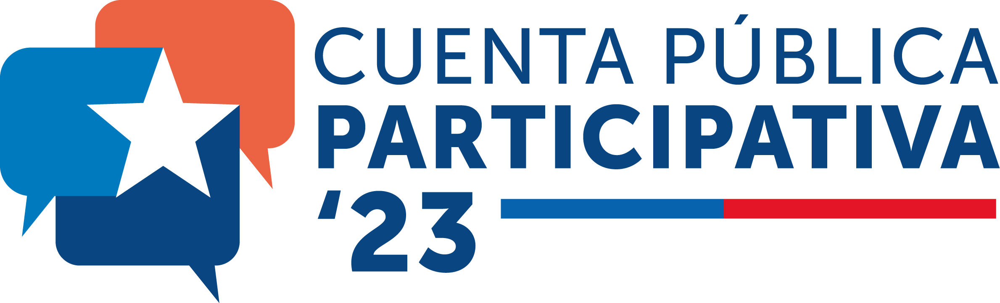 CUENTA PÚBLICA
PARTICIPATIVA
‘23